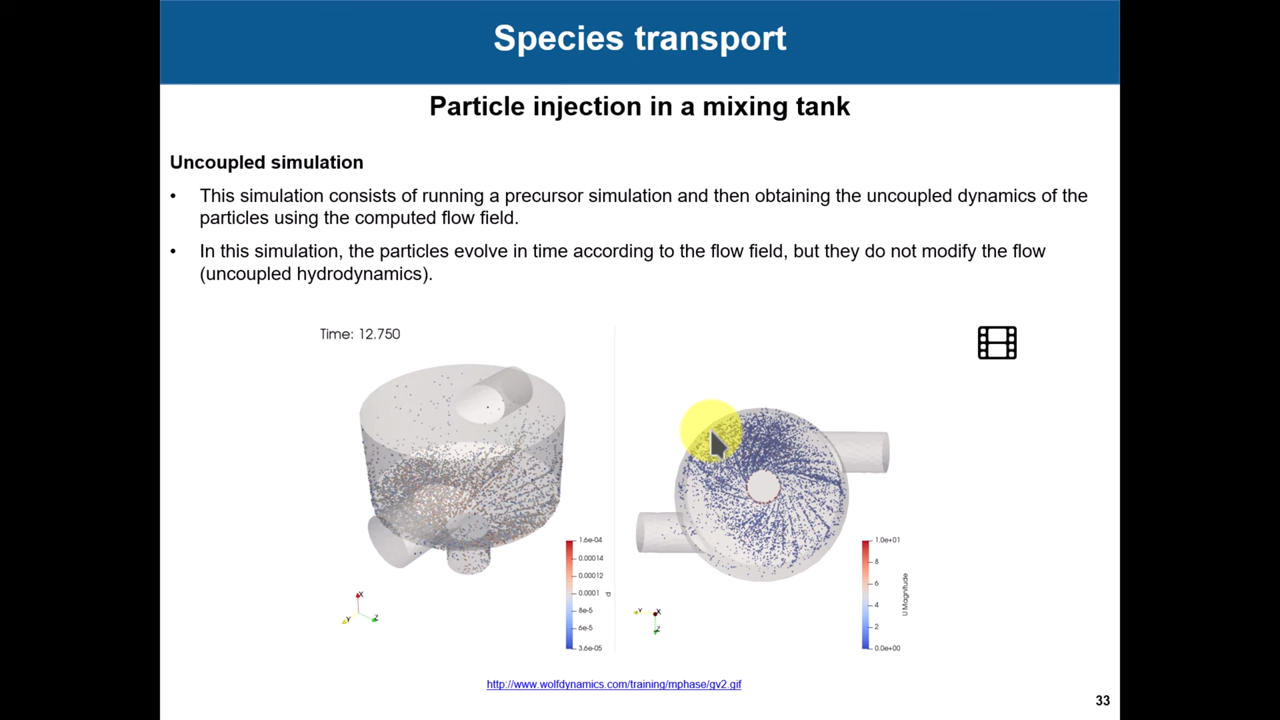 Species transport
Particle injection in a mixing tank
Uncoupled simulation
• This simulation consists of running a precursor simulation and then obtaining the uncoupled dynamics of the
particles using the computed flow field.
• In this simulation, the particles evolve in time according to the flow field, but they do not modify the flow
(uncoupled hydrodynamics).
Time: 12.750
1.6e-04
0.00014
0.00012
0.0001
8e-5
6e-5
3.6e-05
d
X
Y
Z
1.0e+01
8
6
4
2
0.0e+00
U Magnitude
Y
X
Z
http://www.wolfdynamics.com/training/mphase/gv2.gif
33